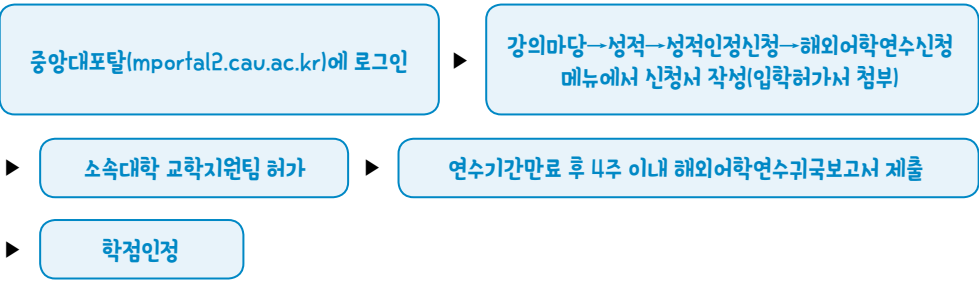 중앙대포탈(mportal2.cau.ac.kr)에 로그인
▶
강의마당→성적→성적인정신청→해외어학연수신청
메뉴에서 신청서 작성(입학허가서 첨부)
▶ 소속대학 교학지원팀 허가
▶ 연수기간만료 후 4주 이내 해외어학연수귀국보고서 제출
▶ 학점인정